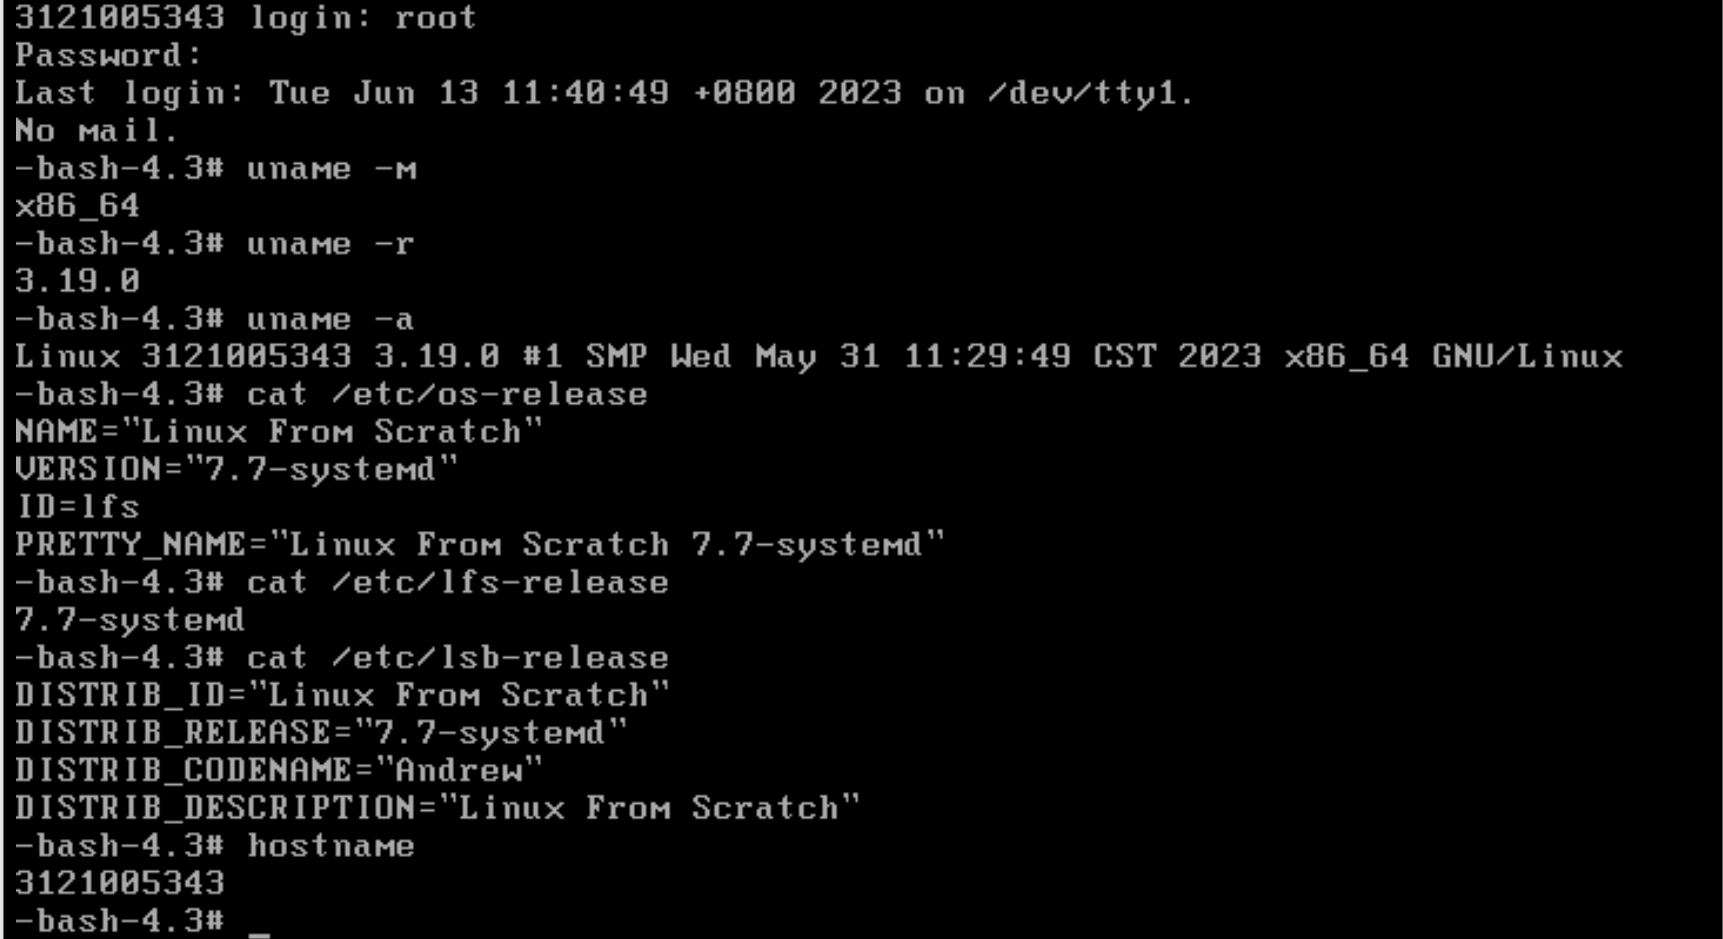 3121005343 login: root
Password:
Last login: Tue Jun 13 11:40:49 +0800 2023 on /dev/tty1.
No mail.
-bash-4.3# uname -m
x86_64
-bash-4.3# uname -r
3.19.0
-bash-4.3# uname -a
Linux 3121005343 3.19.0 #1 SMP Wed May 31 11:29:49 CST 2023 x86_64 GNU/Linux
-bash-4.3# cat /etc/os-release
NAME="Linux From Scratch"
VERSION="7.7-systemd"
ID=lfs
PRETTY_NAME="Linux From Scratch 7.7-systemd"
-bash-4.3# cat /etc/lfs-release
7.7-systemd
-bash-4.3# cat /etc/lsb-release
DISTRIB_ID="Linux From Scratch"
DISTRIB_RELEASE="7.7-systemd"
DISTRIB_CODENAME="Andrew"
DISTRIB_DESCRIPTION="Linux From Scratch"
-bash-4.3# hostname
3121005343
-bash-4.3# _